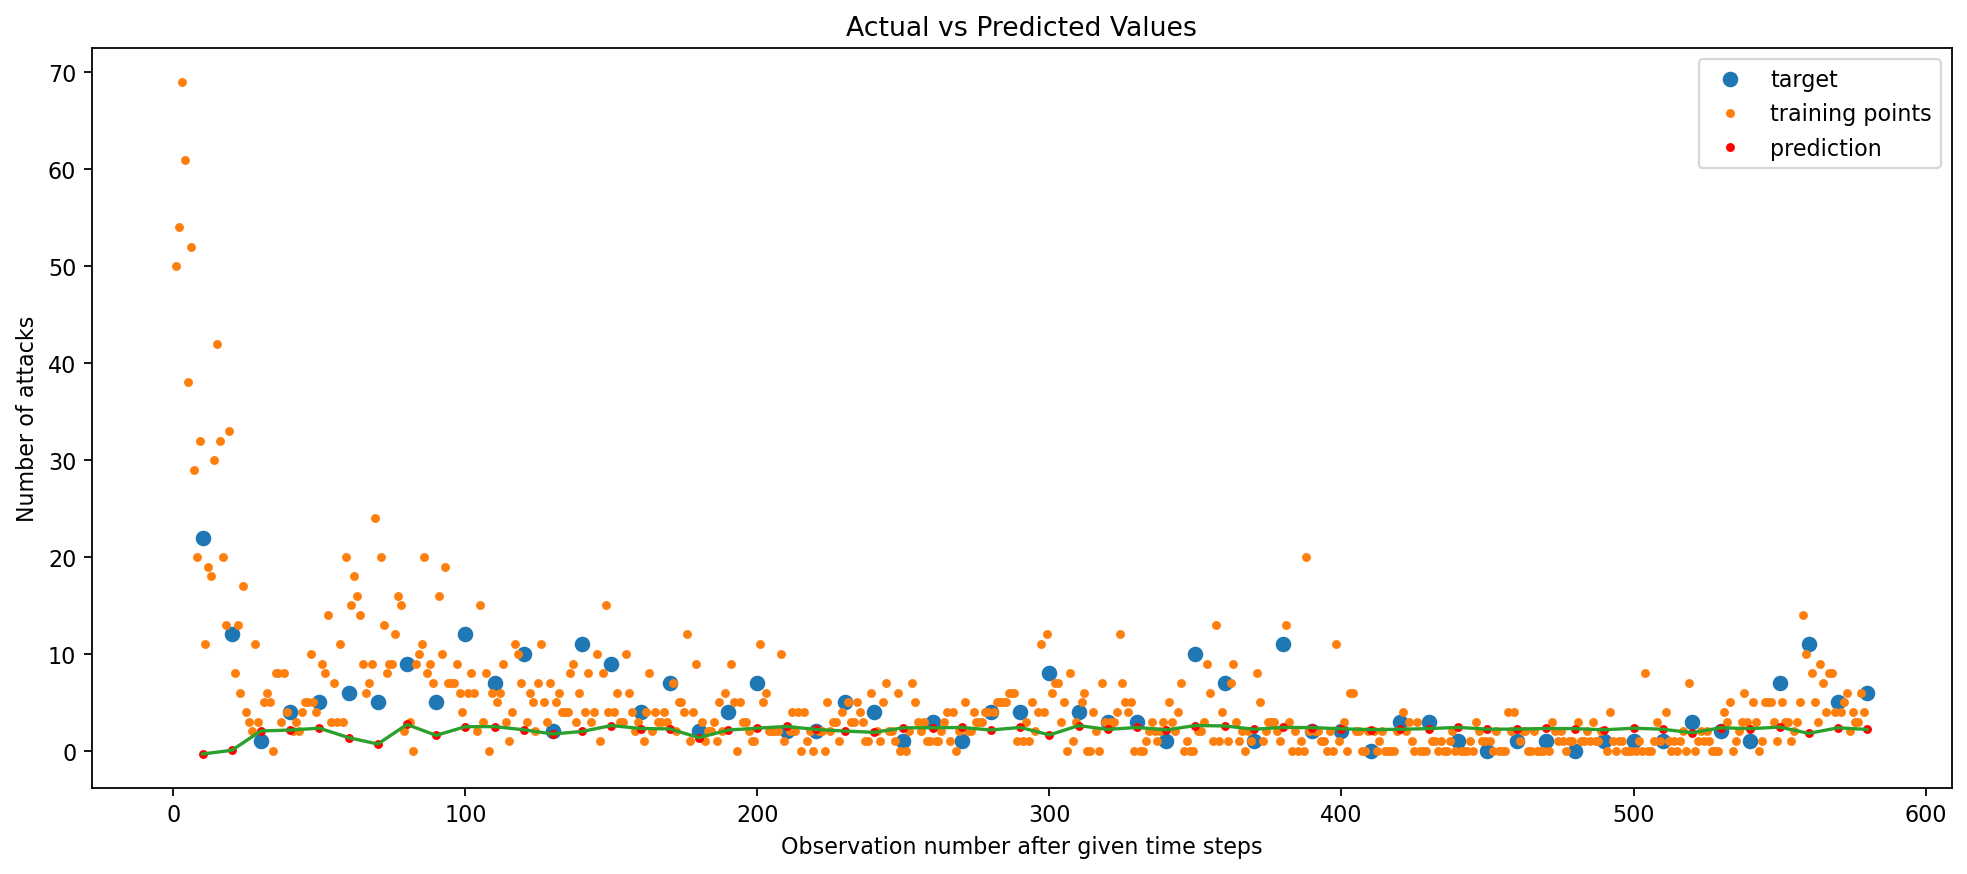 Actual vs Predicted Values
target
training points
prediction
Number of attacks
70
60
50
40
30
20
10
0
0 100 200 300 400 500 600
Observation number after given time steps